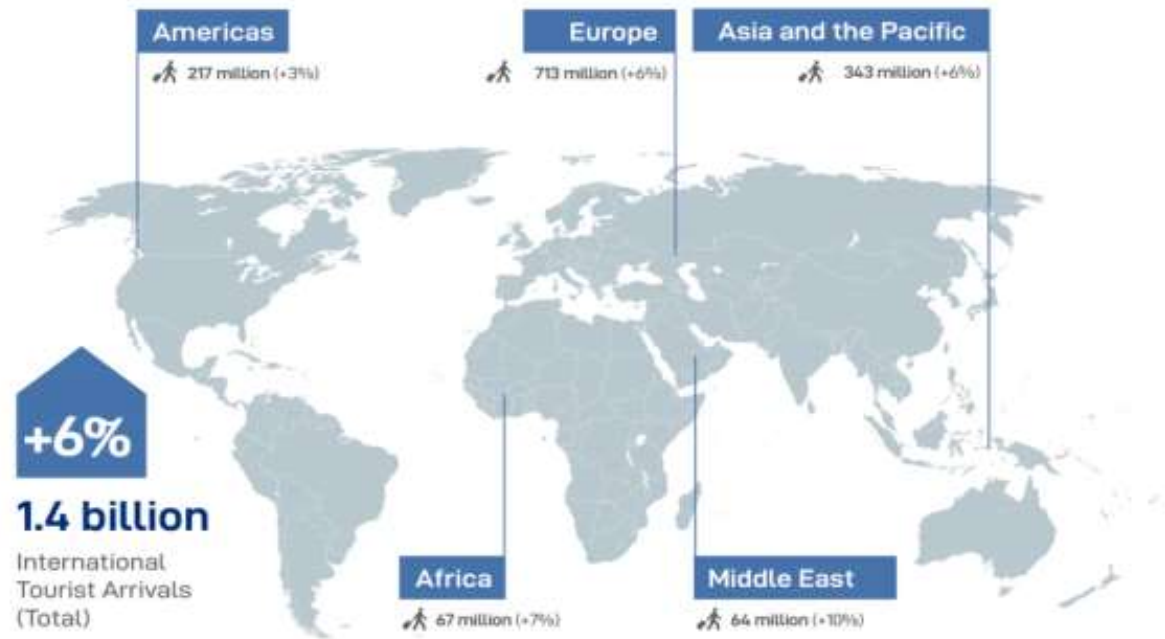 Americas
217 million (+3%)
Europe
713 million (+6%)
Asia and the Pacific
343 million (+6%)
+6%
1.4 billion
International
Tourist Arrivals
(Total)
Africa
67 million (+7%)
Middle East
64 million (+10%)